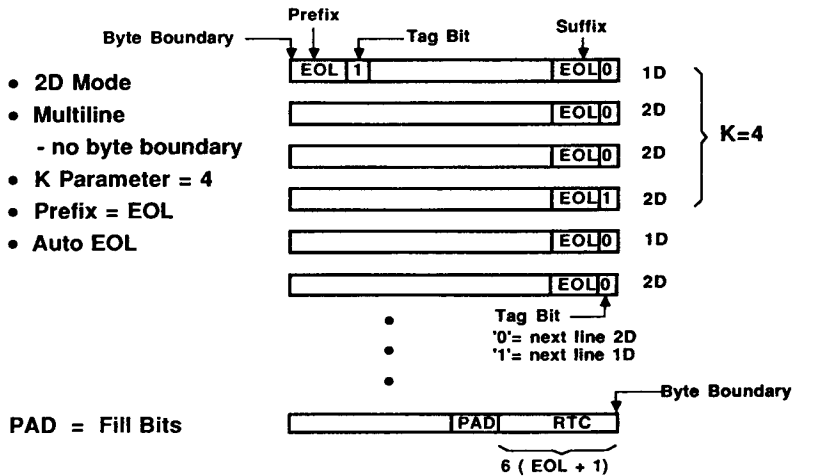 Prefix
Byte Boundary
Tag Bit
Suffix
EOL 1 EOL 0 1D
• 2D Mode
EOL 0 2D
• Multiline
- no byte boundary
EOL 0 2D
K=4
• K Parameter = 4
EOL 1 2D
• Prefix = EOL
• Auto EOL
EOL 0 1D
EOL 0 2D
Tag Bit
'0'= next line 2D
'1'= next line 1D
Byte Boundary
PAD = Fill Bits
PAD RTC
6 ( EOL + 1)